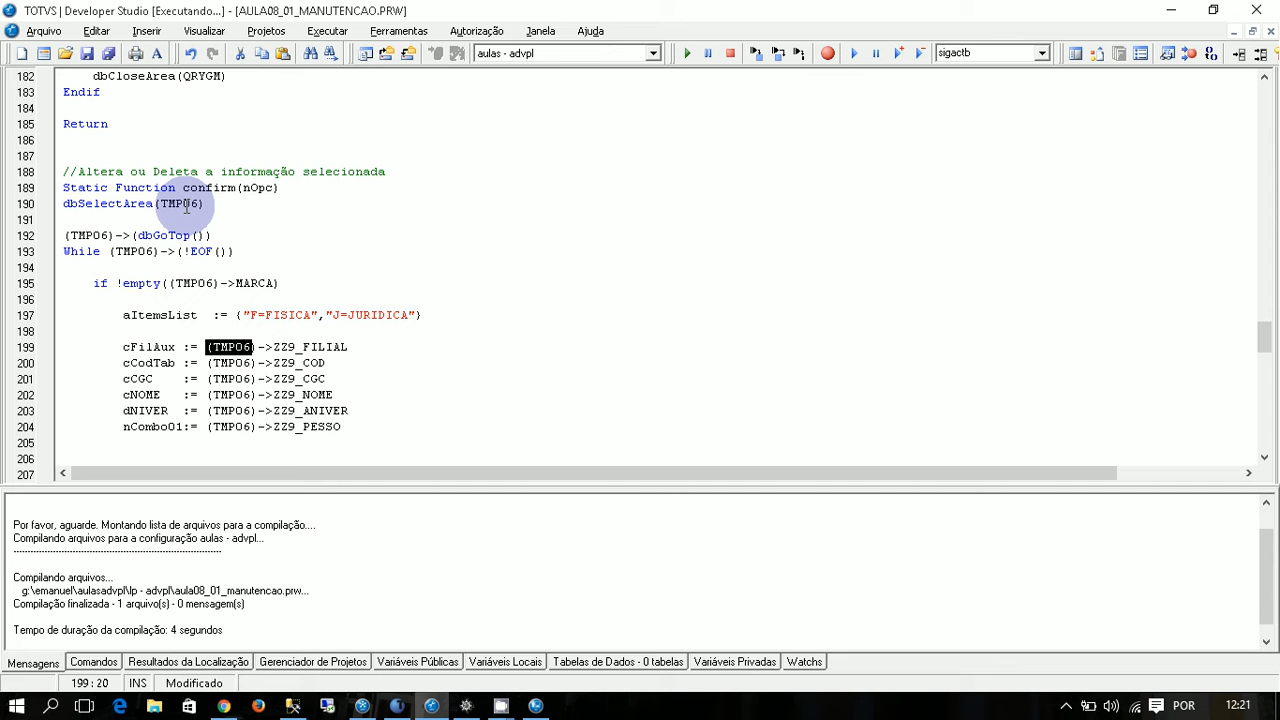 TOTVS | Developer Studio [Executando...] - [AULA08_01_MANUTENCAO.PRW]
Arquivo Editar Inserir Visualizar Projetos Executar Ferramentas Autorização Janela Ajuda
aulas - advpl sigactb
182 dbCloseArea(QRYGM)
183 Endif
184
185 Return
186
187
188 //Altera ou Deleta a informação selecionada
189 Static Function confirm(nOpc)
190 dbSelectArea(TMP06)
191
192 (TMP06)->(dbGoTop())
193 While (TMP06)->(!EOF())
194
195 if !empty((TMP06)->MARCA)
196
197 aItemsList := {"F=FISICA","J=JURIDICA"}
198
199 cFilAux := (TMP06)->ZZ9_FILIAL
200 cCodTab := (TMP06)->ZZ9_COD
201 cCGC := (TMP06)->ZZ9_CGC
202 cNOME := (TMP06)->ZZ9_NOME
203 dNIVER := (TMP06)->ZZ9_ANIVER
204 nCombo01:= (TMP06)->ZZ9_PESSO
205
206
207
Por favor, aguarde. Montando lista de arquivos para a compilação....
Compilando arquivos para a configuração aulas - advpl...
--------------------------------------------------------------------
Compilando arquivos...
g:\emanuel\aulasadvpl\lp - advpl\aula08_01_manutencao.prw...
Compilação finalizada - 1 arquivo(s) - 0 mensagem(s)
Tempo de duração da compilação: 4 segundos
Mensagens Comandos Resultados da Localização Gerenciador de Projetos Variáveis Públicas Variáveis Locais Tabelas de Dados - 0 tabelas Variáveis Privadas Watchs
199 : 20 INS Modificado
POR 12:21